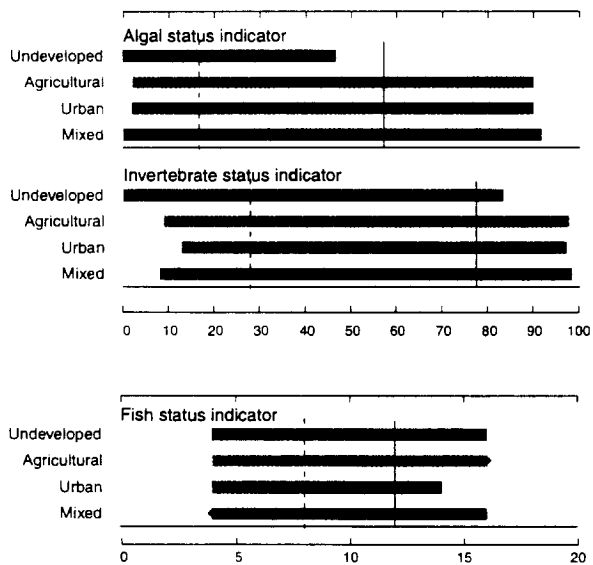 Algal status indicator
Undeveloped
Agricultural
Urban
Mixed
Invertebrate status indicator
Undeveloped
Agricultural
Urban
Mixed
0 10 20 30 40 50 60 70 80 90 100
Fish status indicator
Undeveloped
Agricultural
Urban
Mixed
0 5 10 15 20